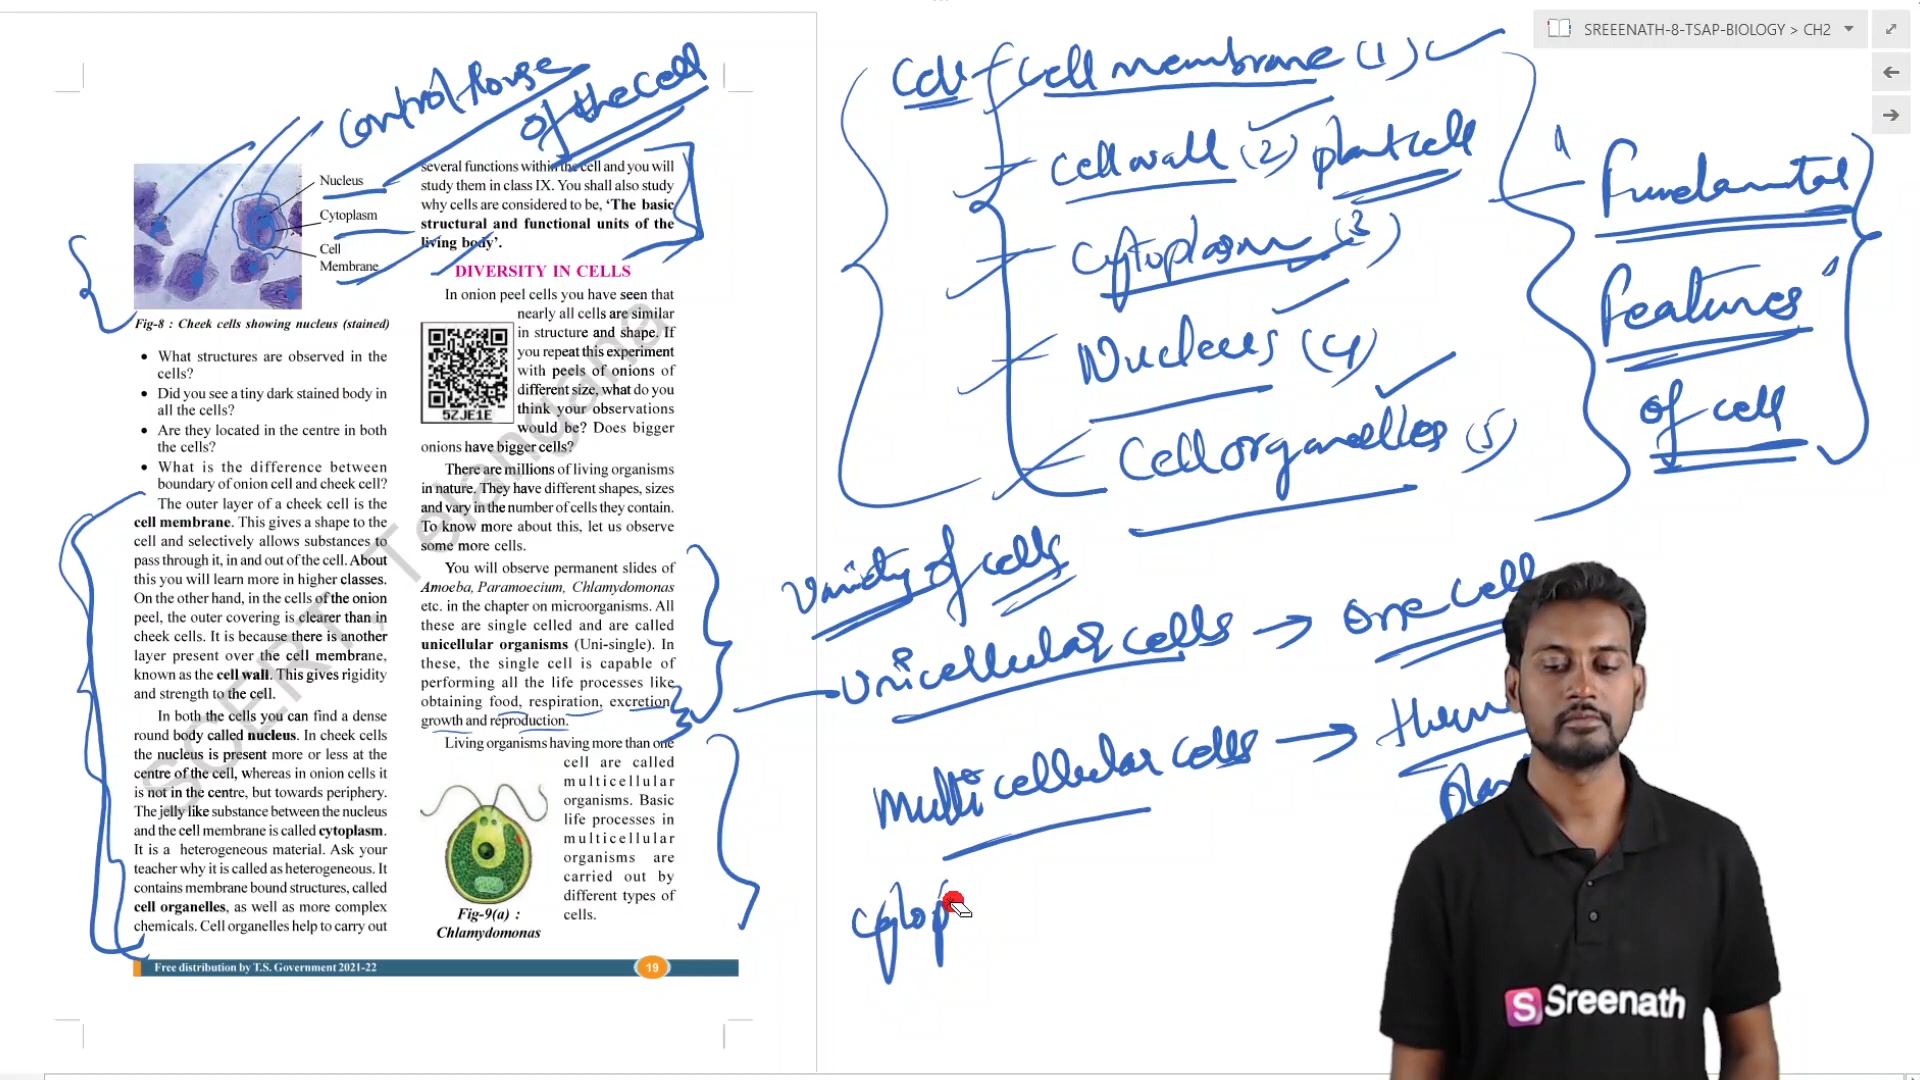 SREEENATH-8-TSAP-BIOLOGY > CH2
Control house
of the cell
Nucleus
Cytoplasm
Cell
Membrane
Fig-8 : Cheek cells showing nucleus (stained)
• What structures are observed in the
cells?
• Did you see a tiny dark stained body in
all the cells?
• Are they located in the centre in both
the cells?
• What is the difference between
boundary of onion cell and cheek cell?
The outer layer of a cheek cell is the
cell membrane. This gives a shape to the
cell and selectively allows substances to
pass through it, in and out of the cell. About
this you will learn more in higher classes.
On the other hand, in the cells of the onion
peel, the outer covering is clearer than in
cheek cells. It is because there is another
layer present over the cell membrane,
known as the cell wall. This gives rigidity
and strength to the cell.
In both the cells you can find a dense
round body called nucleus. In cheek cells
the nucleus is present more or less at the
centre of the cell, whereas in onion cells it
is not in the centre, but towards periphery.
The jelly like substance between the nucleus
and the cell membrane is called cytoplasm.
It is a heterogeneous material. Ask your
teacher why it is called as heterogeneous. It
contains membrane bound structures, called
cell organelles, as well as more complex
chemicals. Cell organelles help to carry out
several functions within the cell and you will
study them in class IX. You shall also study
why cells are considered to be, ‘The basic
structural and functional units of the
living body’.
DIVERSITY IN CELLS
In onion peel cells you have seen that
nearly all cells are similar
in structure and shape. If
you repeat this experiment
with peels of onions of
different size, what do you
think your observations
would be? Does bigger
onions have bigger cells?
5ZJE1E
There are millions of living organisms
in nature. They have different shapes, sizes
and vary in the number of cells they contain.
To know more about this, let us observe
some more cells.
You will observe permanent slides of
Amoeba, Paramoecium, Chlamydomonas
etc. in the chapter on microorganisms. All
these are single celled and are called
unicellular organisms (Uni-single). In
these, the single cell is capable of
performing all the life processes like
obtaining food, respiration, excretion,
growth and reproduction.
Living organisms having more than one
cell are called
multicellular
organisms. Basic
life processes in
multicellular
organisms are
carried out by
different types of
cells.
Fig-9(a) :
Chlamydomonas
SCERT, Telangana
Free distribution by T.S. Government 2021-22
19
Cell
Cell membrane (1)
Cell wall (2) plant cell
Cytoplasm (3)
Nucleus (4)
Cell organelles (5)
Fundamental
Features
of cell
Variety of cells
Unicellular cells → one cell
Multicellular cells →
Cytop
Sreenath